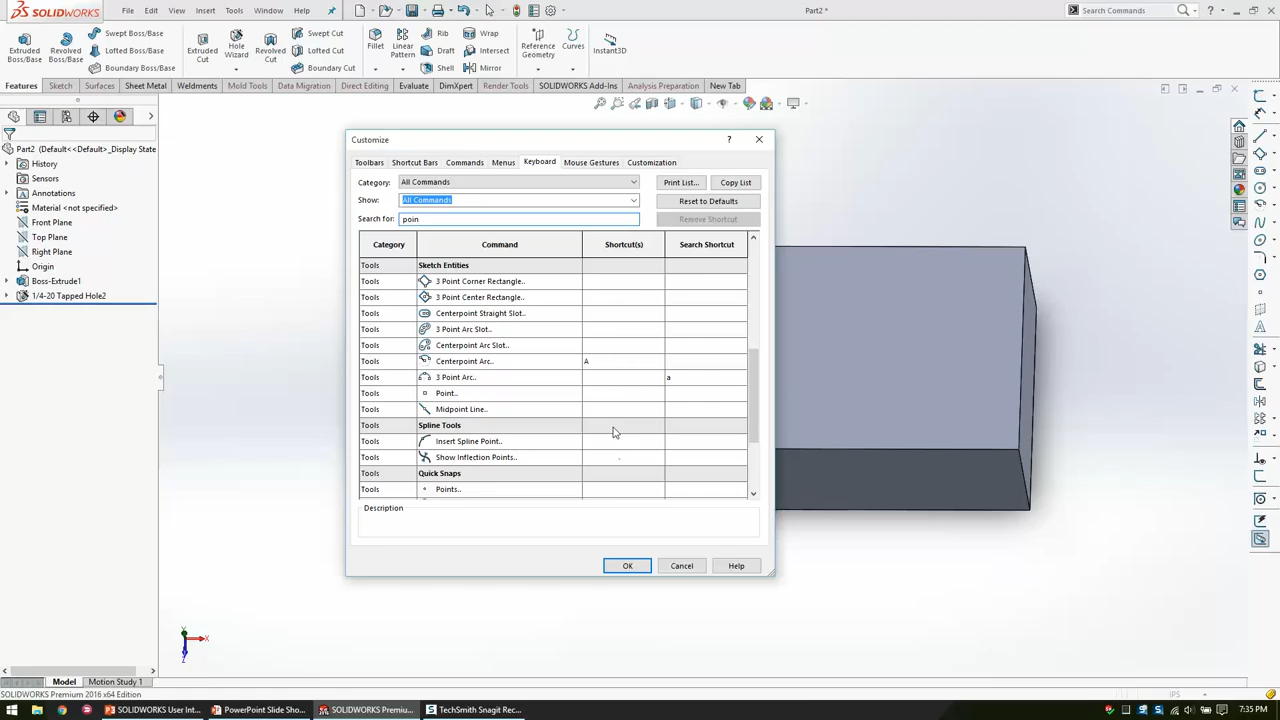 SOLIDWORKS
File Edit View Insert Tools Window Help
Part2 *
Search Commands
Extruded Boss/Base
Revolved Boss/Base
Swept Boss/Base
Lofted Boss/Base
Boundary Boss/Base
Extruded Cut
Hole Wizard
Revolved Cut
Swept Cut
Lofted Cut
Boundary Cut
Fillet
Linear Pattern
Rib
Draft
Shell
Wrap
Intersect
Mirror
Reference Geometry
Curves
Instant3D
Features Sketch Surfaces Sheet Metal Weldments Mold Tools Data Migration Direct Editing Evaluate DimXpert Render Tools SOLIDWORKS Add-Ins Analysis Preparation New Tab
Part2 (Default<<Default>_Display State
History
Sensors
Annotations
Material <not specified>
Front Plane
Top Plane
Right Plane
Origin
Boss-Extrude1
1/4-20 Tapped Hole2
Customize
Toolbars Shortcut Bars Commands Menus Keyboard Mouse Gestures Customization
Category: All Commands Print List... Copy List
Show: All Commands Reset to Defaults
Search for: poin Remove Shortcut
Category Command Shortcut(s) Search Shortcut
Tools Sketch Entities
Tools 3 Point Corner Rectangle..
Tools 3 Point Center Rectangle..
Tools Centerpoint Straight Slot..
Tools 3 Point Arc Slot..
Tools Centerpoint Arc Slot..
Tools Centerpoint Arc.. A
Tools 3 Point Arc.. a
Tools Point..
Tools Midpoint Line..
Tools Spline Tools
Tools Insert Spline Point..
Tools Show Inflection Points..
Tools Quick Snaps
Tools Points..
Description
OK Cancel Help
X
Y
Z
Model Motion Study 1
SOLIDWORKS Premium 2016 x64 Edition
IPS
SOLIDWORKS User Int... PowerPoint Slide Sho... SOLIDWORKS Premiu... TechSmith Snagit Rec...
7:35 PM